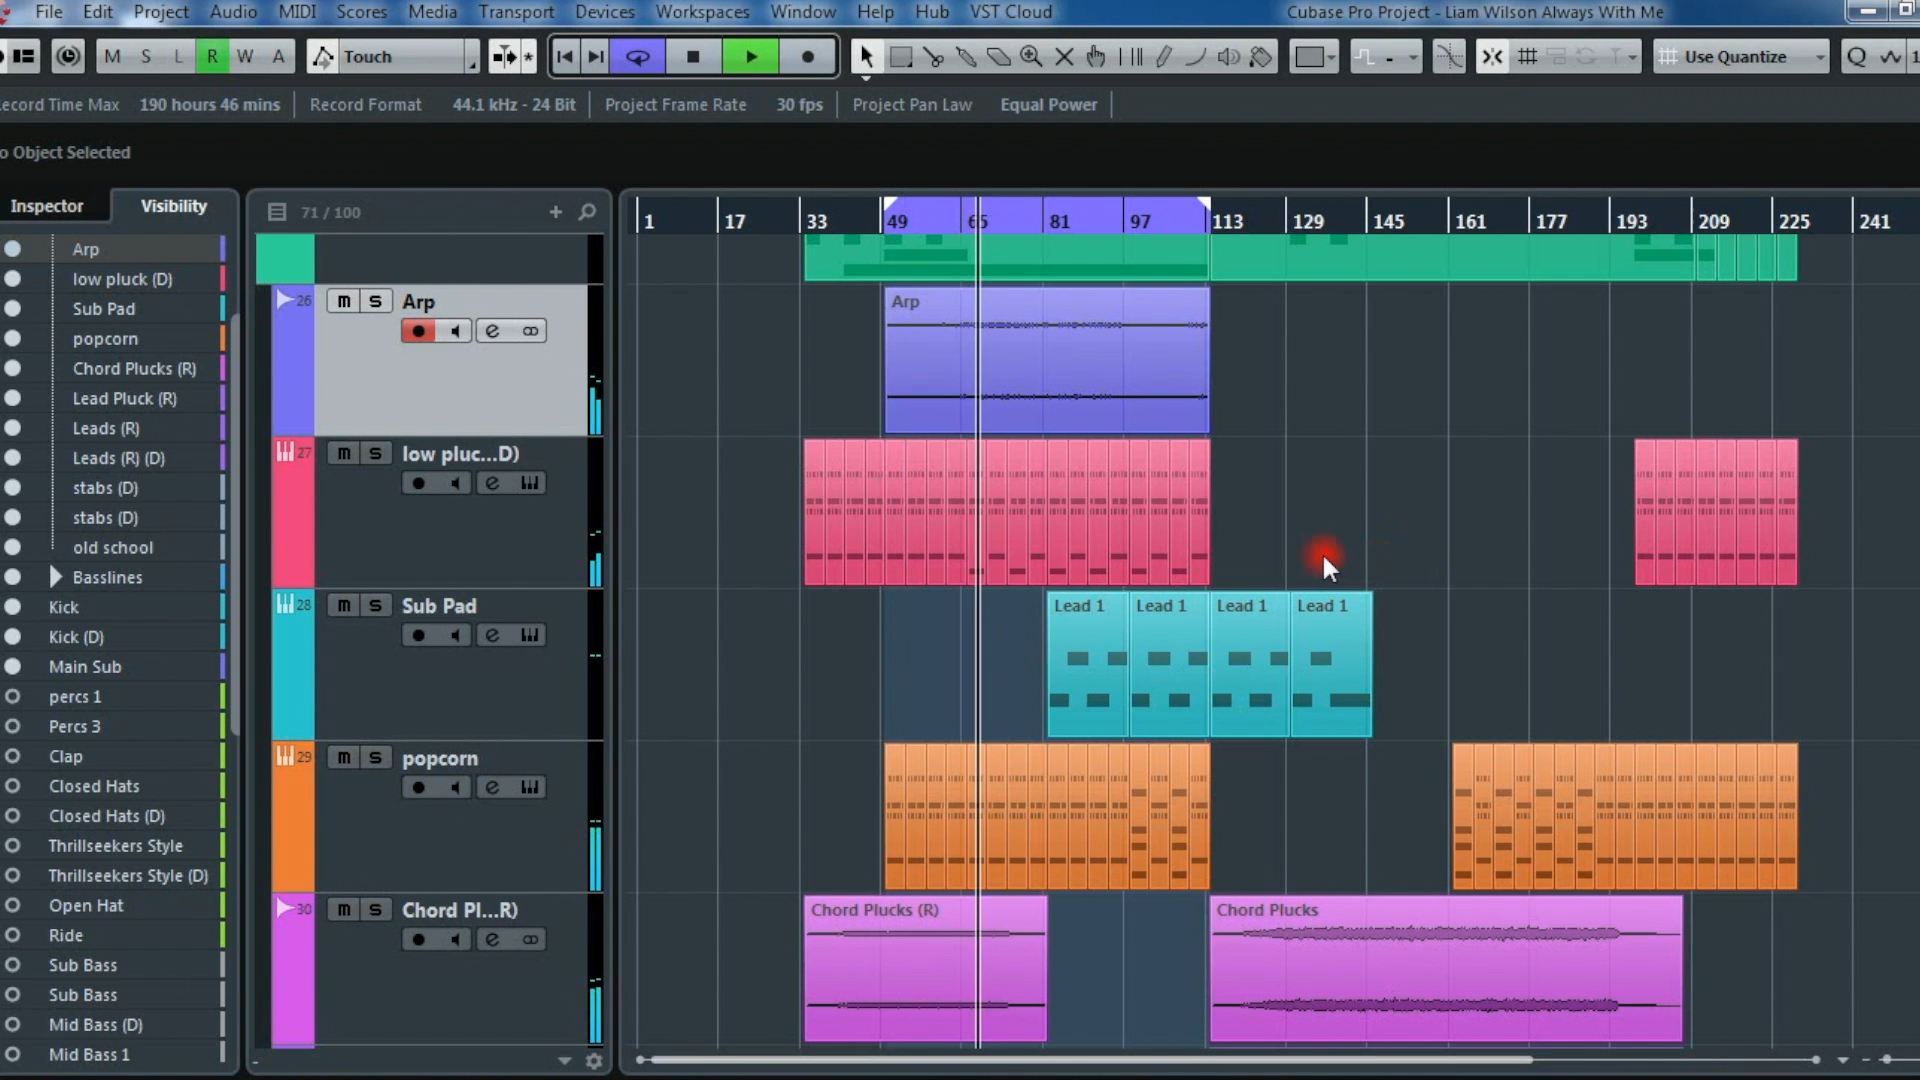 File Edit Project Audio MIDI Scores Media Transport Devices Workspaces Window Help Hub VST Cloud Cubase Pro Project - Liam Wilson Always With Me
M S L R W A Touch Use Quantize Q 1
ecord Time Max 190 hours 46 mins Record Format 44.1 kHz - 24 Bit Project Frame Rate 30 fps Project Pan Law Equal Power
o Object Selected
Inspector Visibility 71 / 100
1 17 33 49 65 81 97 113 129 145 161 177 193 209 225 241
Arp
low pluck (D)
Sub Pad
popcorn
Chord Plucks (R)
Lead Pluck (R)
Leads (R)
Leads (R) (D)
stabs (D)
stabs (D)
old school
Basslines
Kick
Kick (D)
Main Sub
percs 1
Percs 3
Clap
Closed Hats
Closed Hats (D)
Thrillseekers Style
Thrillseekers Style (D)
Open Hat
Ride
Sub Bass
Sub Bass
Mid Bass (D)
Mid Bass 1
26 m S Arp
e
27 m S low pluc...D)
e
28 m S Sub Pad
e
29 m S popcorn
e
30 m S Chord Pl...R)
e
Arp
Lead 1 Lead 1 Lead 1 Lead 1
Chord Plucks (R) Chord Plucks